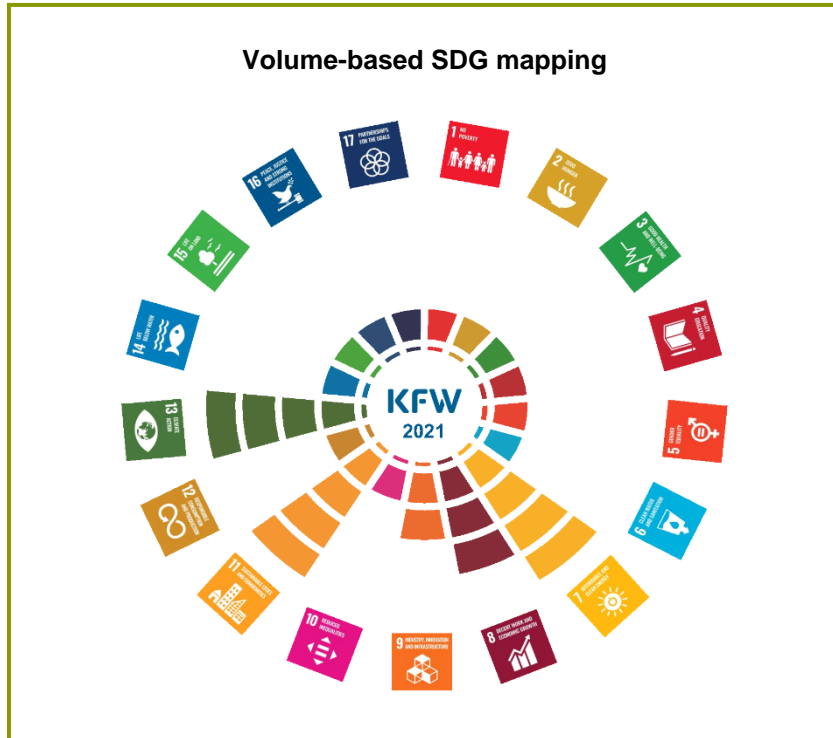 Volume-based SDG mapping
1 NO
POVERTY
2 ZERO
HUNGER
3 GOOD HEALTH
AND WELL-BEING
4 QUALITY
EDUCATION
5 GENDER
EQUALITY
6 CLEAN WATER
AND SANITATION
7 AFFORDABLE AND
CLEAN ENERGY
8 DECENT WORK AND
ECONOMIC GROWTH
9 INDUSTRY, INNOVATION
AND INFRASTRUCTURE
10 REDUCED
INEQUALITIES
11 SUSTAINABLE CITIES
AND COMMUNITIES
12 RESPONSIBLE
CONSUMPTION
AND PRODUCTION
13 CLIMATE
ACTION
14 LIFE
BELOW WATER
15 LIFE
ON LAND
16 PEACE, JUSTICE
AND STRONG
INSTITUTIONS
17 PARTNERSHIPS
FOR THE GOALS
KFW
2021